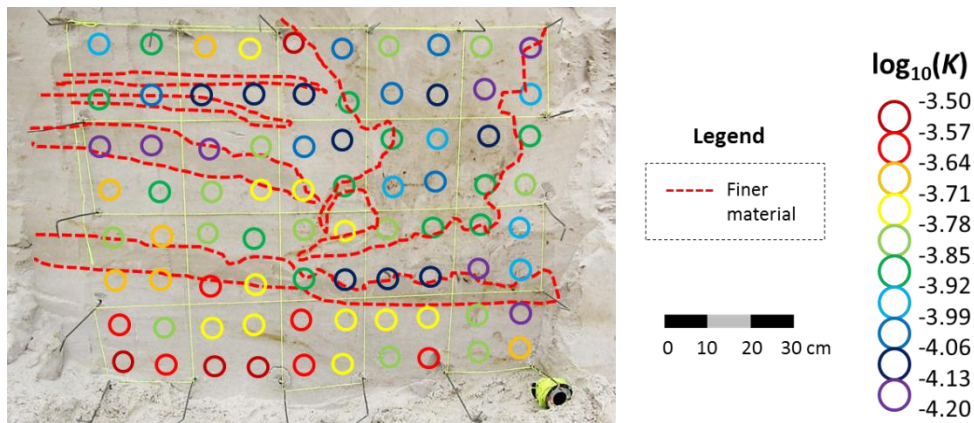 log₁₀(K)
-3.50
-3.57
-3.64
-3.71
-3.78
-3.85
-3.92
-3.99
-4.06
-4.13
-4.20
Legend
Finer
material
0 10 20 30 cm